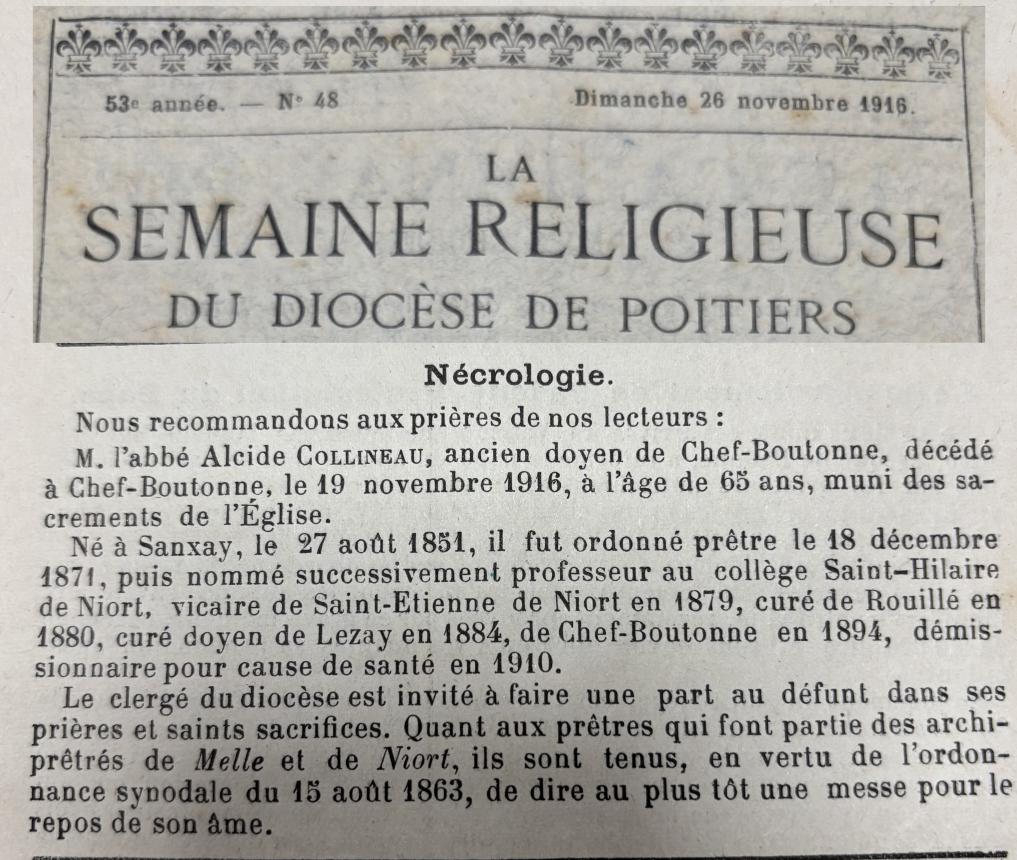 53e année. — N° 48
Dimanche 26 novembre 1916.
LA
SEMAINE RELIGIEUSE
DU DIOCÈSE DE POITIERS
Nécrologie.
Nous recommandons aux prières de nos lecteurs :
M. l'abbé Alcide COLLINEAU, ancien doyen de Chef-Boutonne, décédé
à Chef-Boutonne, le 19 novembre 1916, à l'âge de 65 ans, muni des sa-
crements de l'Église.
Né à Sanxay, le 27 août 1851, il fut ordonné prêtre le 18 décembre
1871, puis nommé successivement professeur au collège Saint-Hilaire
de Niort, vicaire de Saint-Etienne de Niort en 1879, curé de Rouillé en
1880, curé doyen de Lezay en 1884, de Chef-Boutonne en 1894, démis-
sionnaire pour cause de santé en 1910.
Le clergé du diocèse est invité à faire une part au défunt dans ses
prières et saints sacrifices. Quant aux prêtres qui font partie des archi-
prêtrés de Melle et de Niort, ils sont tenus, en vertu de l'ordon-
nance synodale du 15 août 1863, de dire au plus tôt une messe pour le
repos de son âme.